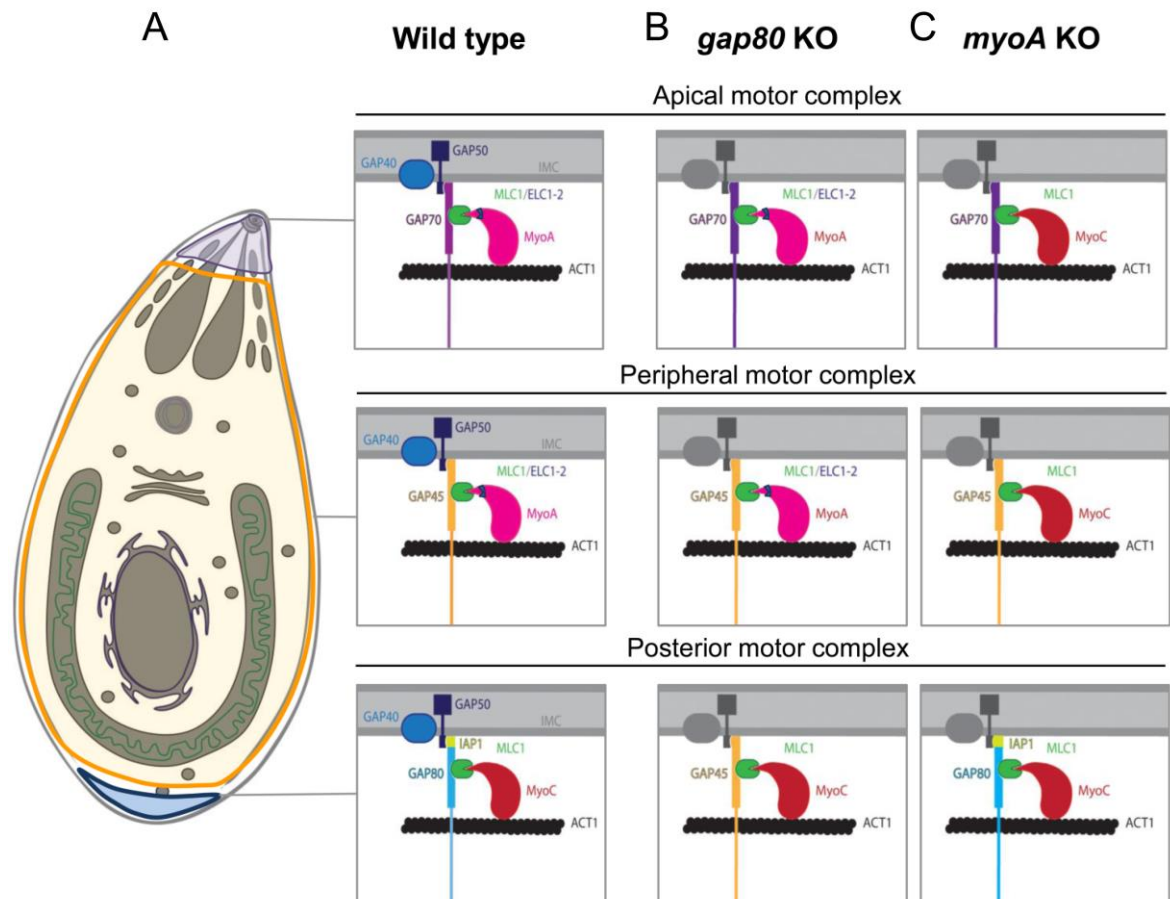 A
Wild type
B
gap80 KO
C
myoA KO
Apical motor complex
GAP50
GAP40
IMC
MLC1/ELC1-2
GAP70
MyoA
ACT1
MLC1/ELC1-2
GAP70
MyoA
ACT1
MLC1
GAP70
MyoC
ACT1
Peripheral motor complex
GAP50
GAP40
IMC
MLC1/ELC1-2
GAP45
MyoA
ACT1
MLC1/ELC1-2
GAP45
MyoA
ACT1
MLC1
GAP45
MyoC
ACT1
Posterior motor complex
GAP50
GAP40
IMC
IAP1
MLC1
GAP80
MyoC
ACT1
MLC1
GAP45
MyoC
ACT1
IAP1
MLC1
GAP80
MyoC
ACT1